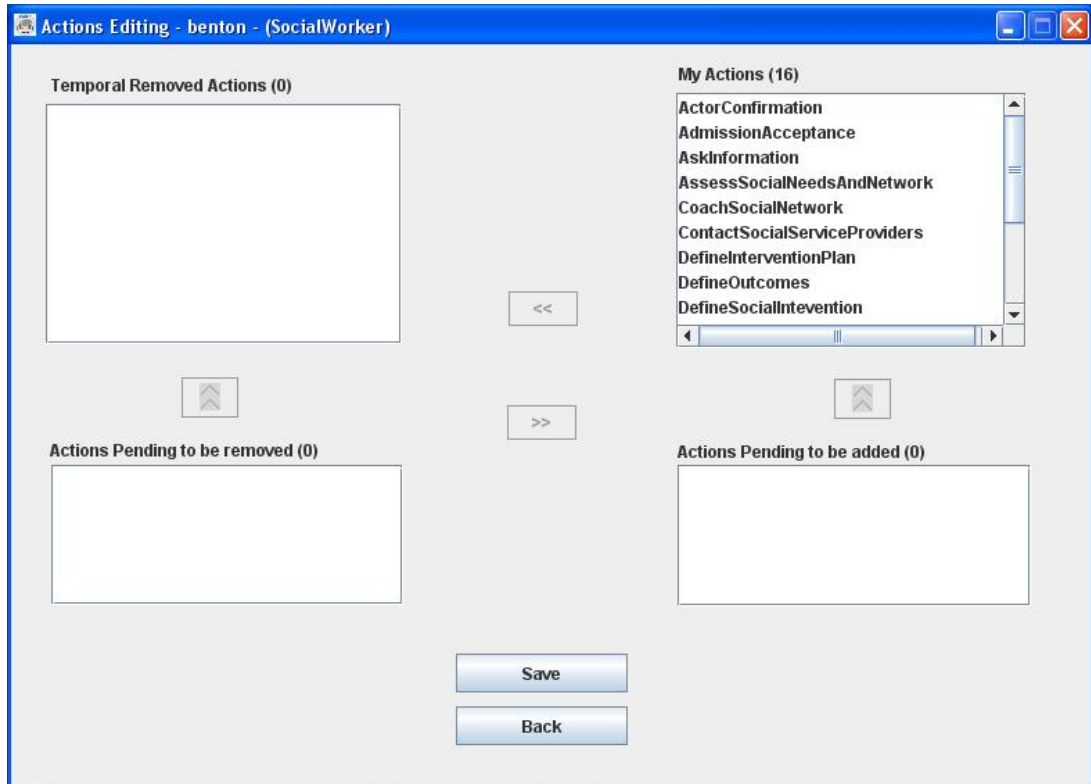 Actions Editing - benton - (SocialWorker)
Temporal Removed Actions (0)
My Actions (16)
ActorConfirmation
AdmissionAcceptance
AskInformation
AssessSocialNeedsAndNetwork
CoachSocialNetwork
ContactSocialServiceProviders
DefineInterventionPlan
DefineOutcomes
DefineSocialIntevention
<<
>>
Actions Pending to be removed (0)
Actions Pending to be added (0)
Save
Back